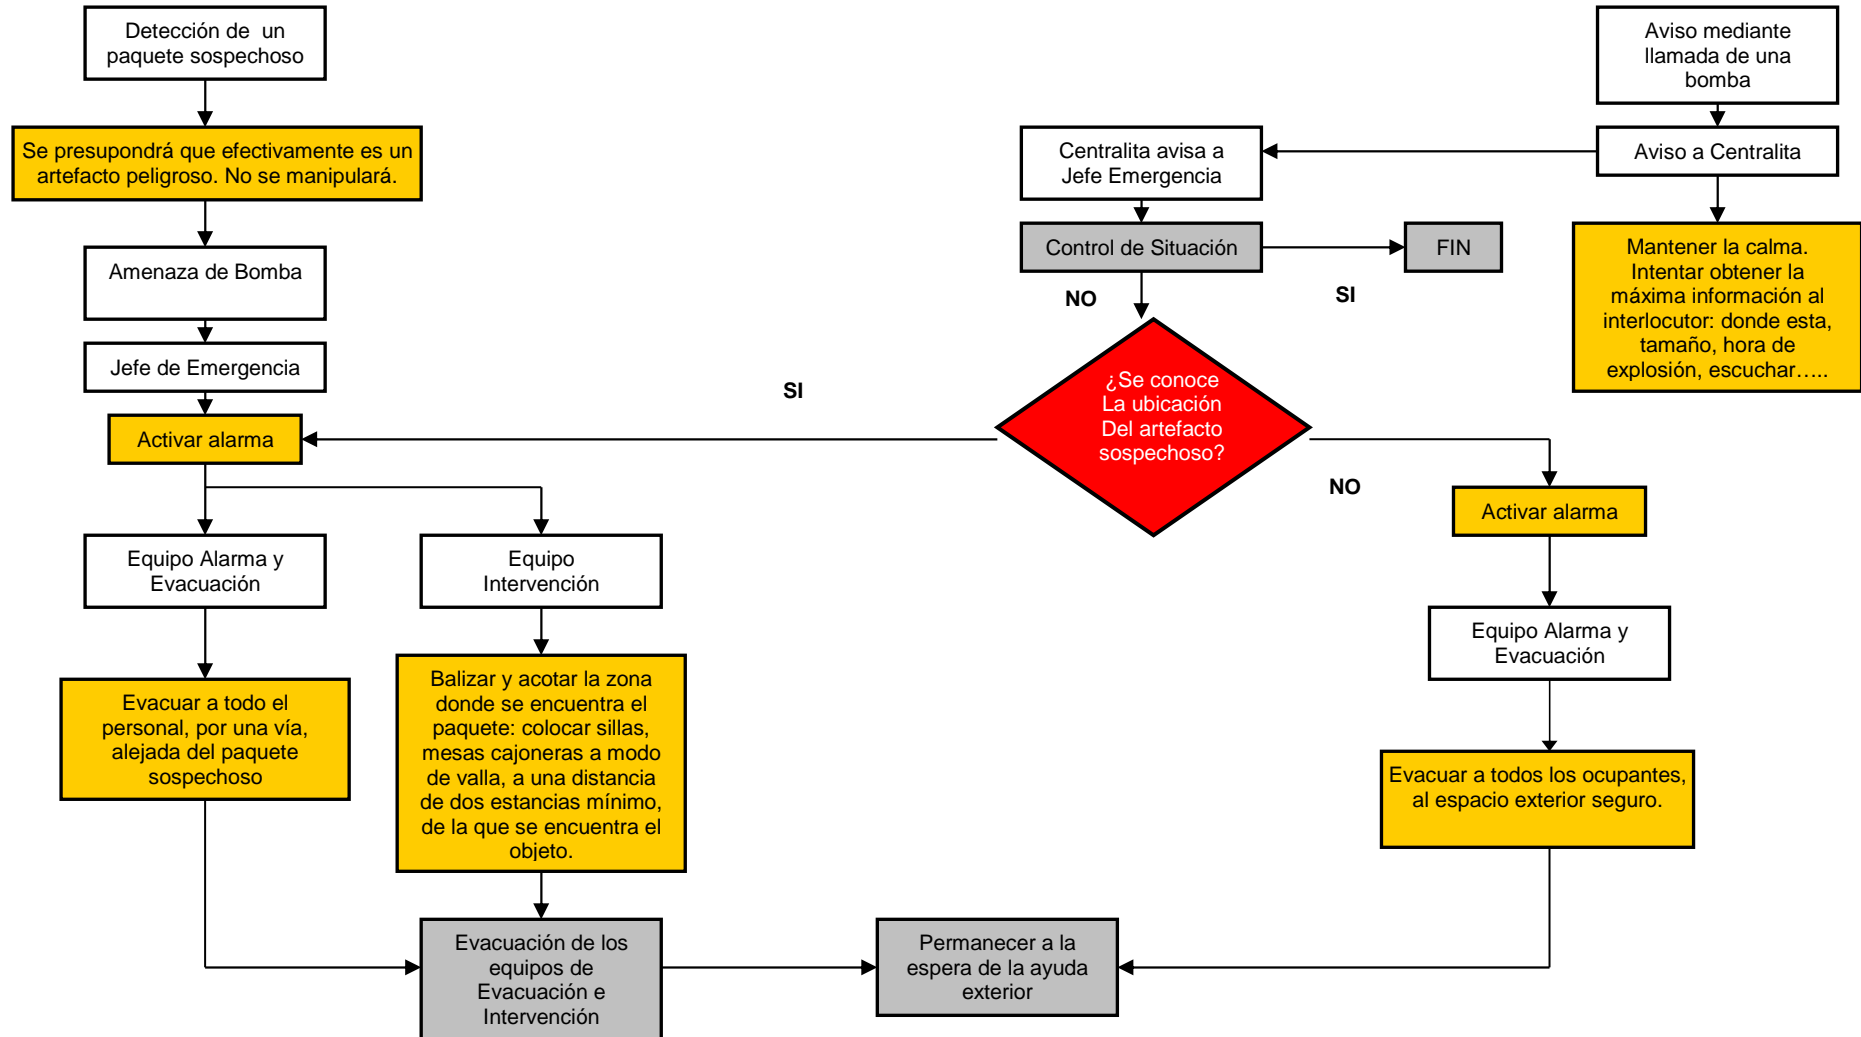 Detección de  un
paquete sospechoso
Se presupondrá que efectivamente es un
artefacto peligroso. No se manipulará.
Amenaza de Bomba
Jefe de Emergencia
Activar alarma
Equipo Alarma y
Evacuación
Equipo
Intervención
Evacuar a todo el
personal, por una vía,
alejada del paquete
sospechoso
Balizar y acotar la zona
donde se encuentra el
paquete: colocar sillas,
mesas cajoneras a modo
de valla, a una distancia
de dos estancias mínimo,
de la que se encuentra el
objeto.
Evacuación de los
equipos de
Evacuación e
Intervención
Aviso mediante
llamada de una
bomba
Aviso a Centralita
Mantener la calma.
Intentar obtener la
máxima información al
interlocutor: donde esta,
tamaño, hora de
explosión, escuchar…..
Centralita avisa a
Jefe Emergencia
Control de Situación
FIN
NO
SI
¿Se conoce
La ubicación
Del artefacto
sospechoso?
SI
NO
Activar alarma
Equipo Alarma y
Evacuación
Evacuar a todos los ocupantes,
al espacio exterior seguro.
Permanecer a la
espera de la ayuda
exterior